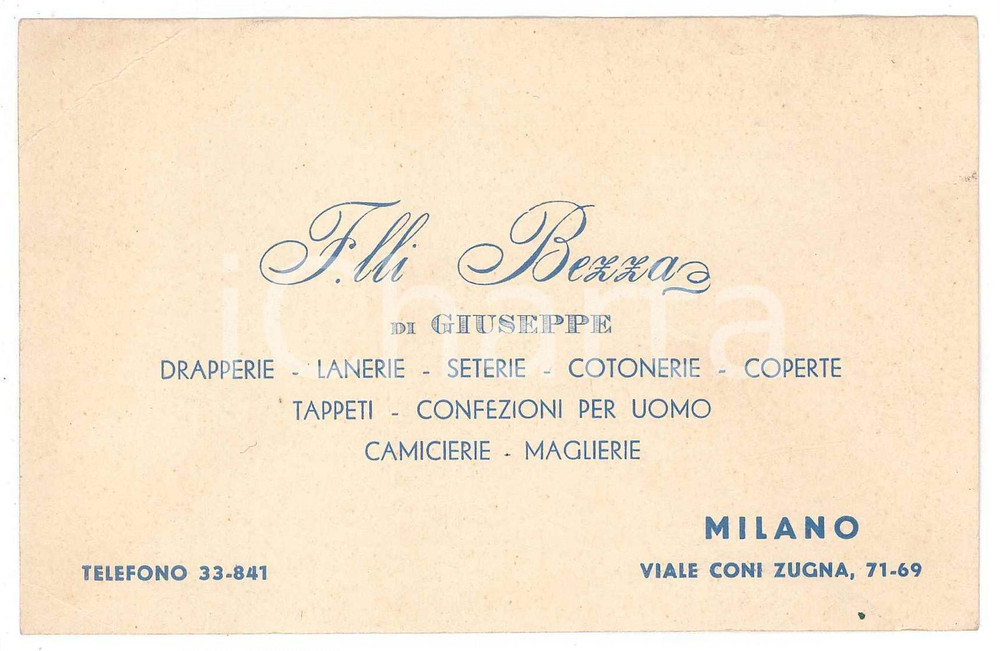 F.lli Bezza
DI GIUSEPPE
DRAPPERIE - LANERIE - SETERIE - COTONERIE - COPERTE
TAPPETI - CONFEZIONI PER UOMO
CAMICIERIE - MAGLIERIE
MILANO
TELEFONO 33-841
VIALE CONI ZUGNA, 71-69
iCharta